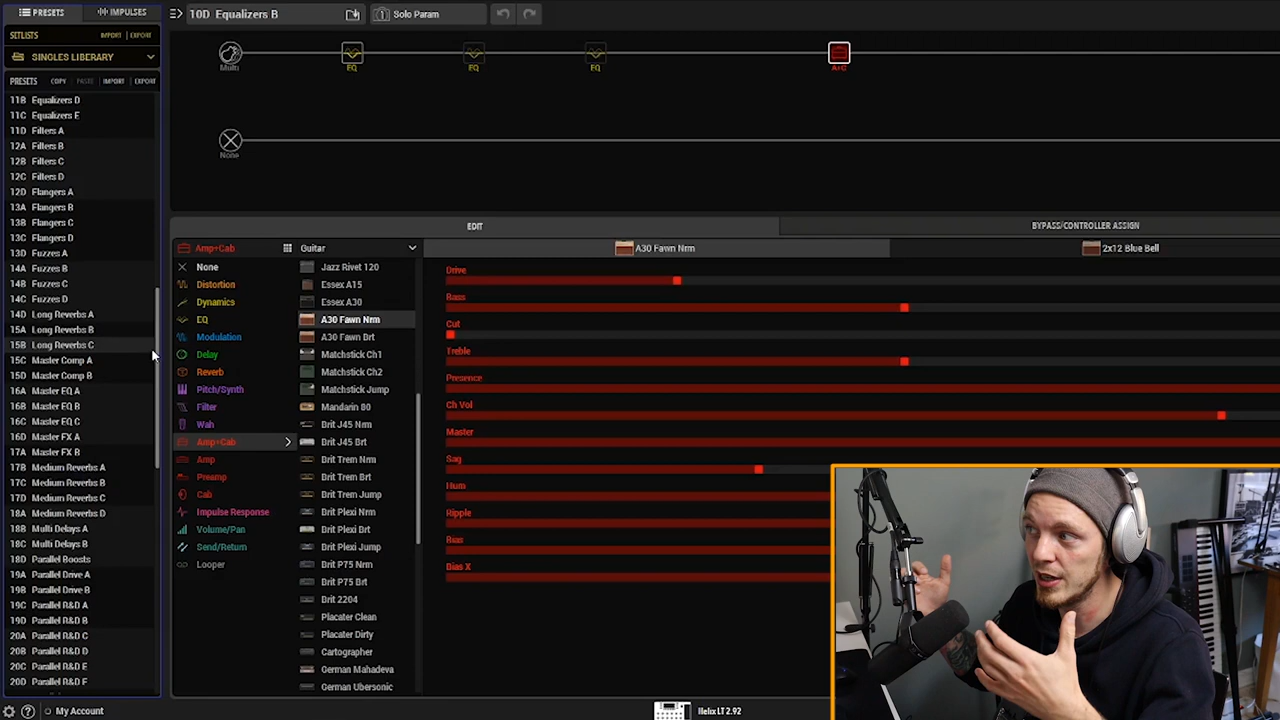 PRESETS
IMPULSES
10D Equalizers B
Solo Param
SETLISTS
IMPORT
EXPORT
SINGLES LIBERARY
PRESETS
COPY
PASTE
IMPORT
EXPORT
Multi
EQ
EQ
EQ
A+C
None
11B Equalizers D
11C Equalizers E
11D Filters A
12A Filters B
12B Filters C
12C Filters D
12D Flangers A
13A Flangers B
13B Flangers C
13C Flangers D
13D Fuzzes A
14A Fuzzes B
14B Fuzzes C
14C Fuzzes D
14D Long Reverbs A
15A Long Reverbs B
15B Long Reverbs C
15C Master Comp A
15D Master Comp B
16A Master EQ A
16B Master EQ B
16C Master EQ C
16D Master FX A
17A Master FX B
17B Medium Reverbs A
17C Medium Reverbs B
17D Medium Reverbs C
18A Medium Reverbs D
18B Multi Delays A
18C Multi Delays B
18D Parallel Boosts
19A Parallel Drive A
19B Parallel Drive B
19C Parallel R&D A
19D Parallel R&D B
20A Parallel R&D C
20B Parallel R&D D
20C Parallel R&D E
20D Parallel R&D F
EDIT
BYPASS/CONTROLLER ASSIGN
Amp+Cab
Guitar
A30 Fawn Nrm
2x12 Blue Bell
None
Distortion
Dynamics
EQ
Modulation
Delay
Reverb
Pitch/Synth
Filter
Wah
Amp+Cab
Amp
Preamp
Cab
Impulse Response
Volume/Pan
Send/Return
Looper
Jazz Rivet 120
Essex A15
Essex A30
A30 Fawn Nrm
A30 Fawn Brt
Matchstick Ch1
Matchstick Ch2
Matchstick Jump
Mandarin 80
Brit J45 Nrm
Brit J45 Brt
Brit Trem Nrm
Brit Trem Brt
Brit Trem Jump
Brit Plexi Nrm
Brit Plexi Brt
Brit Plexi Jump
Brit P75 Nrm
Brit P75 Brt
Brit 2204
Placater Clean
Placater Dirty
Cartographer
German Mahadeva
German Ubersonic
Drive
Bass
Cut
Treble
Presence
Ch Vol
Master
Sag
Hum
Ripple
Bias
Bias X
My Account
Helix LT 2.92